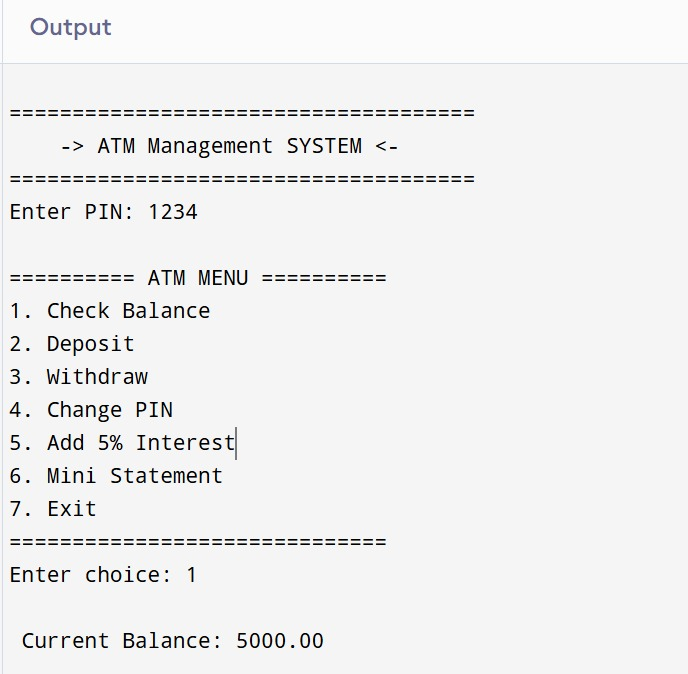 Output
=====================================
-> ATM Management SYSTEM <-
=====================================
Enter PIN: 1234
========== ATM MENU ==========
1. Check Balance
2. Deposit
3. Withdraw
4. Change PIN
5. Add 5% Interest
6. Mini Statement
7. Exit
==============================
Enter choice: 1
Current Balance: 5000.00